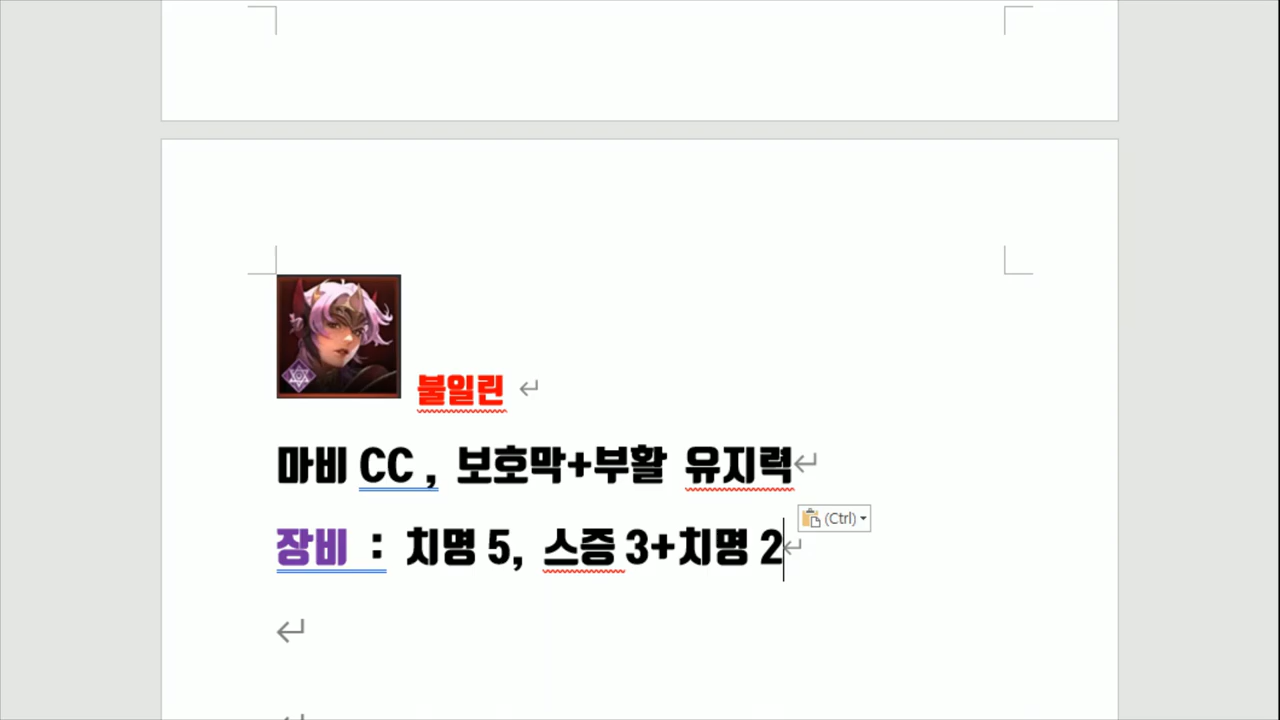 불일린
마비 CC , 보호막+부활 유지력
(Ctrl)
장비 : 치명 5, 스증 3+치명 2